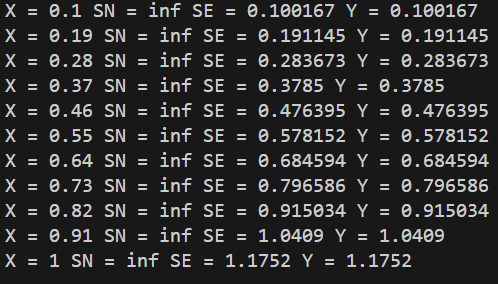 X = 0.1 SN = inf SE = 0.100167 Y = 0.100167
X = 0.19 SN = inf SE = 0.191145 Y = 0.191145
X = 0.28 SN = inf SE = 0.283673 Y = 0.283673
X = 0.37 SN = inf SE = 0.3785 Y = 0.3785
X = 0.46 SN = inf SE = 0.476395 Y = 0.476395
X = 0.55 SN = inf SE = 0.578152 Y = 0.578152
X = 0.64 SN = inf SE = 0.684594 Y = 0.684594
X = 0.73 SN = inf SE = 0.796586 Y = 0.796586
X = 0.82 SN = inf SE = 0.915034 Y = 0.915034
X = 0.91 SN = inf SE = 1.0409 Y = 1.0409
X = 1 SN = inf SE = 1.1752 Y = 1.1752